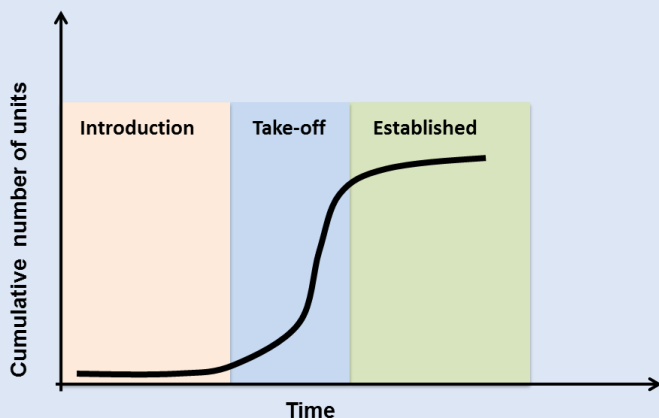 Introduction
Take-off
Established
Cumulative number of units
Time